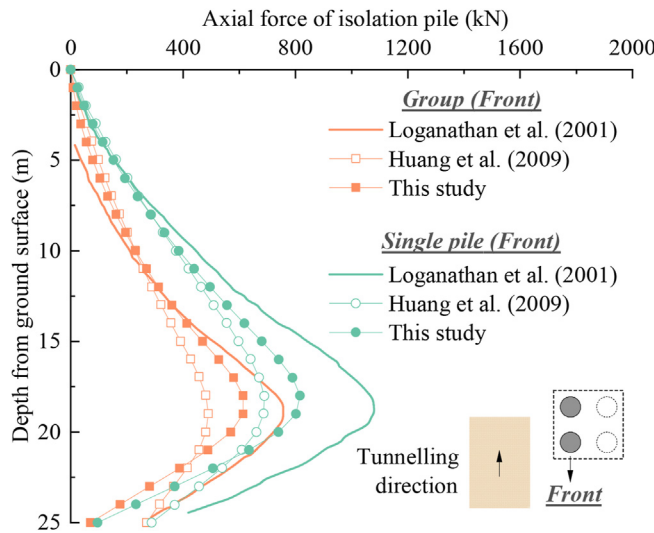 Axial force of isolation pile (kN)
0 400 800 1200 1600 2000
0
5
10
15
20
25
Depth from ground surface (m)
Group (Front)
Loganathan et al. (2001)
Huang et al. (2009)
This study
Single pile (Front)
Loganathan et al. (2001)
Huang et al. (2009)
This study
Tunnelling
direction
Front